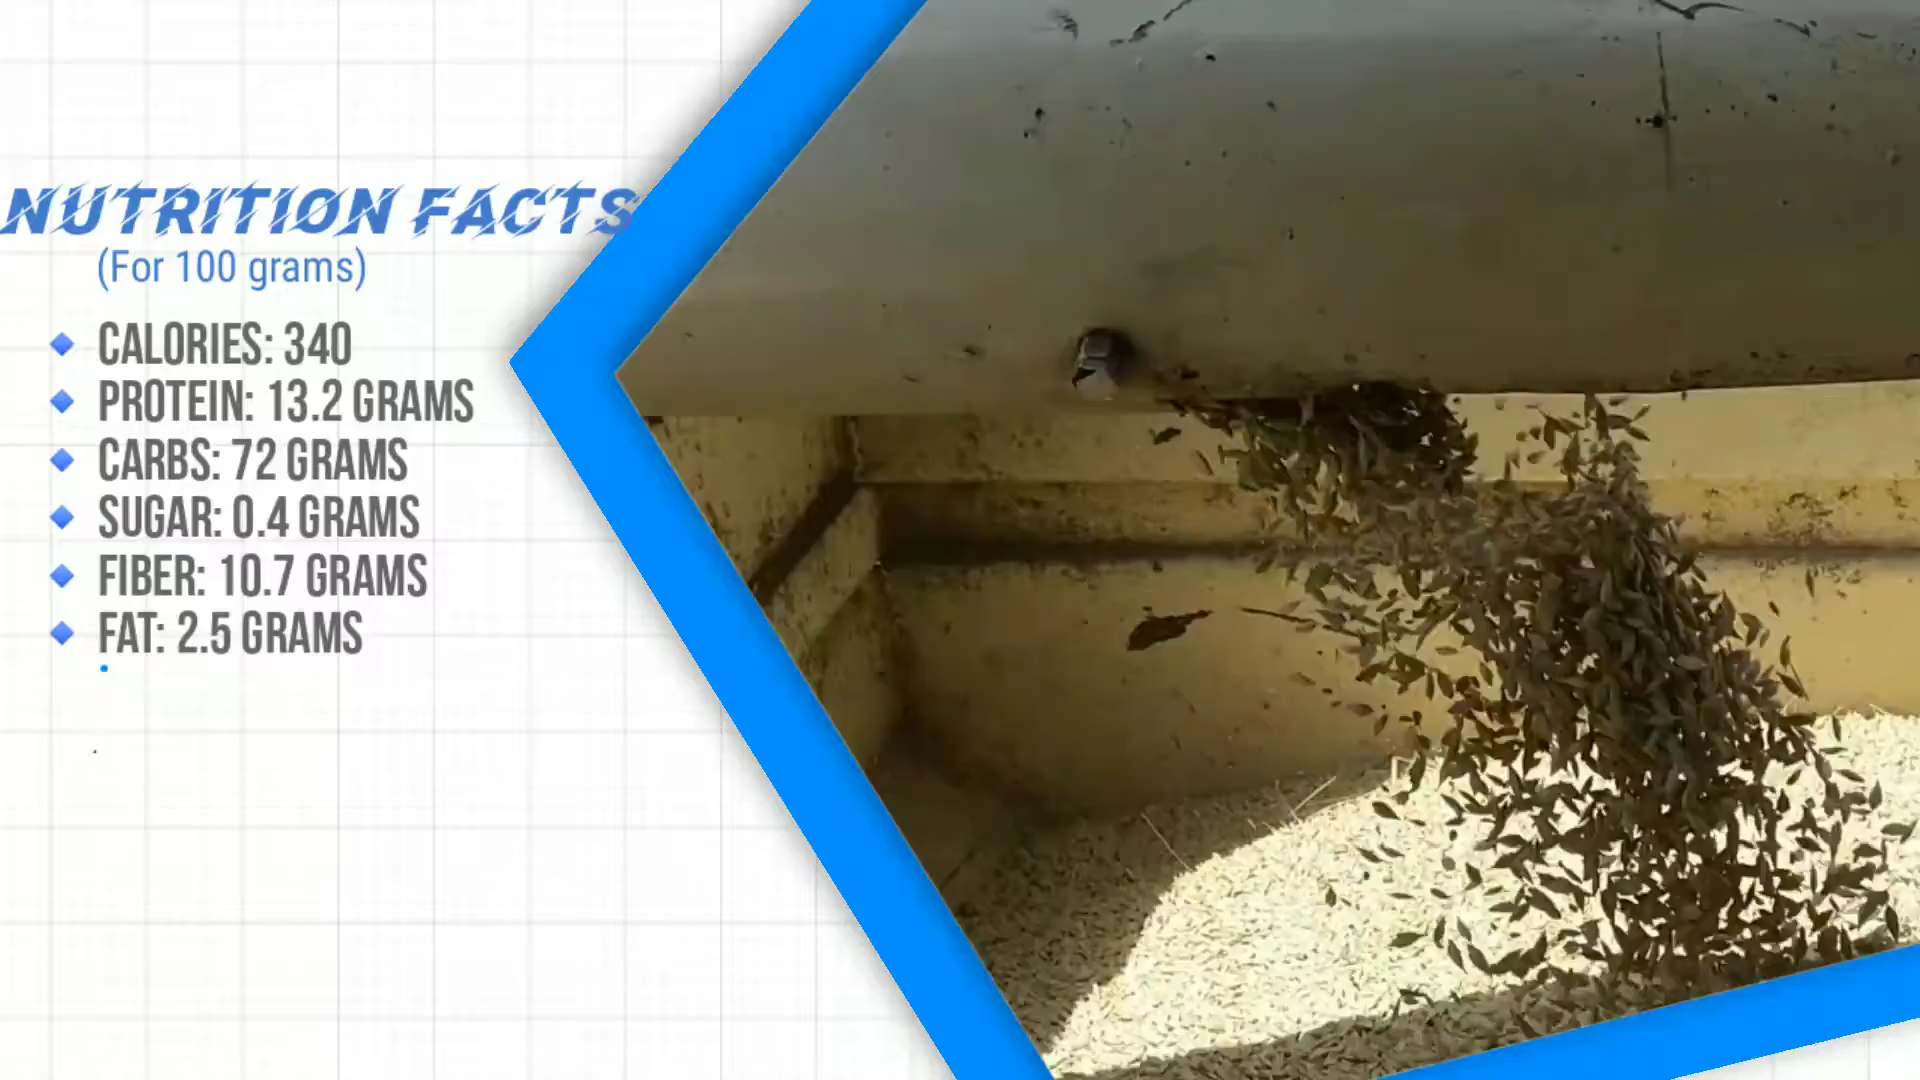 NUTRITION FACTS
(For 100 grams)
CALORIES: 340
PROTEIN: 13.2 GRAMS
CARBS: 72 GRAMS
SUGAR: 0.4 GRAMS
FIBER: 10.7 GRAMS
FAT: 2.5 GRAMS